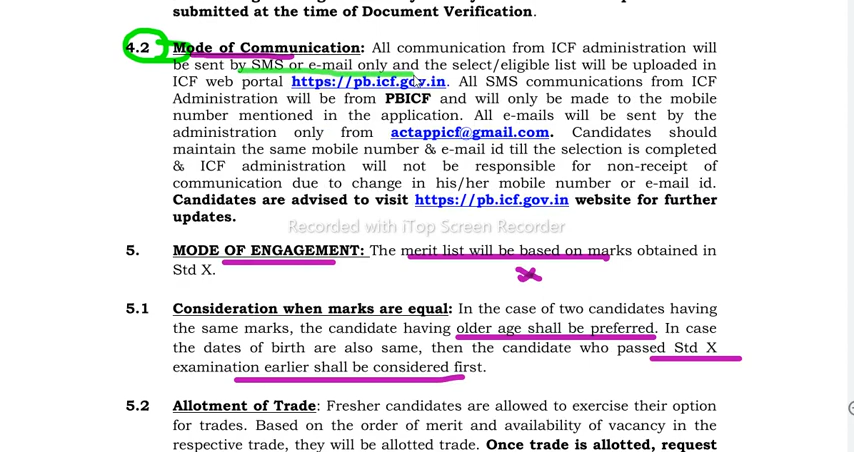 submitted at the time of Document Verification.
4.2 Mode of Communication: All communication from ICF administration will
be sent by SMS or e-mail only and the select/eligible list will be uploaded in
ICF web portal https://pb.icf.gov.in. All SMS communications from ICF
Administration will be from PBICF and will only be made to the mobile
number mentioned in the application. All e-mails will be sent by the
administration only from actappicf@gmail.com. Candidates should
maintain the same mobile number & e-mail id till the selection is completed
& ICF administration will not be responsible for non-receipt of
communication due to change in his/her mobile number or e-mail id.
Candidates are advised to visit https://pb.icf.gov.in website for further
updates.
Recorded with iTop Screen Recorder
5. MODE OF ENGAGEMENT: The merit list will be based on marks obtained in
Std X.
5.1 Consideration when marks are equal: In the case of two candidates having
the same marks, the candidate having older age shall be preferred. In case
the dates of birth are also same, then the candidate who passed Std X
examination earlier shall be considered first.
5.2 Allotment of Trade: Fresher candidates are allowed to exercise their option
for trades. Based on the order of merit and availability of vacancy in the
respective trade, they will be allotted trade. Once trade is allotted, request